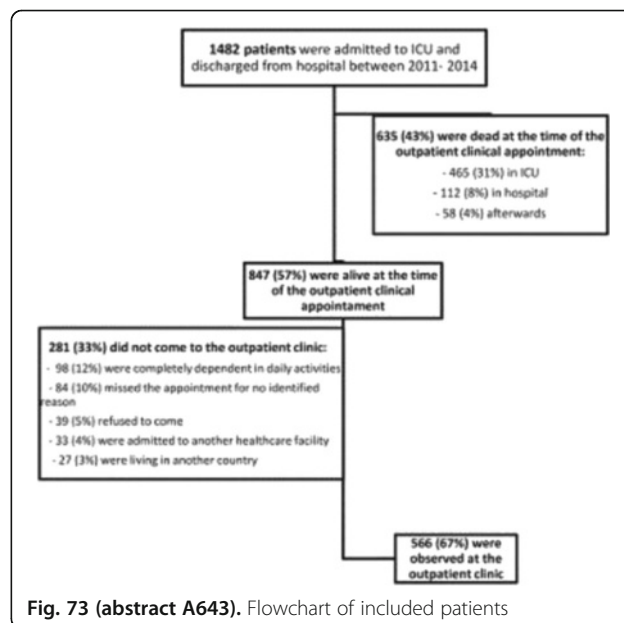 1482 patients were admitted to ICU and
discharged from hospital between 2011- 2014
635 (43%) were dead at the time of the
outpatient clinical appointment:
- 465 (31%) in ICU
- 112 (8%) in hospital
- 58 (4%) afterwards
847 (57%) were alive at the time
of the outpatient clinical
appointament
281 (33%) did not come to the outpatient clinic:
- 98 (12%) were completely dependent in daily activities
- 84 (10%) missed the appointment for no identified
reason
- 39 (5%) refused to come
- 33 (4%) were admitted to another healthcare facility
- 27 (3%) were living in another country
566 (67%) were
observed at the
outpatient clinic
Fig. 73 (abstract A643). Flowchart of included patients